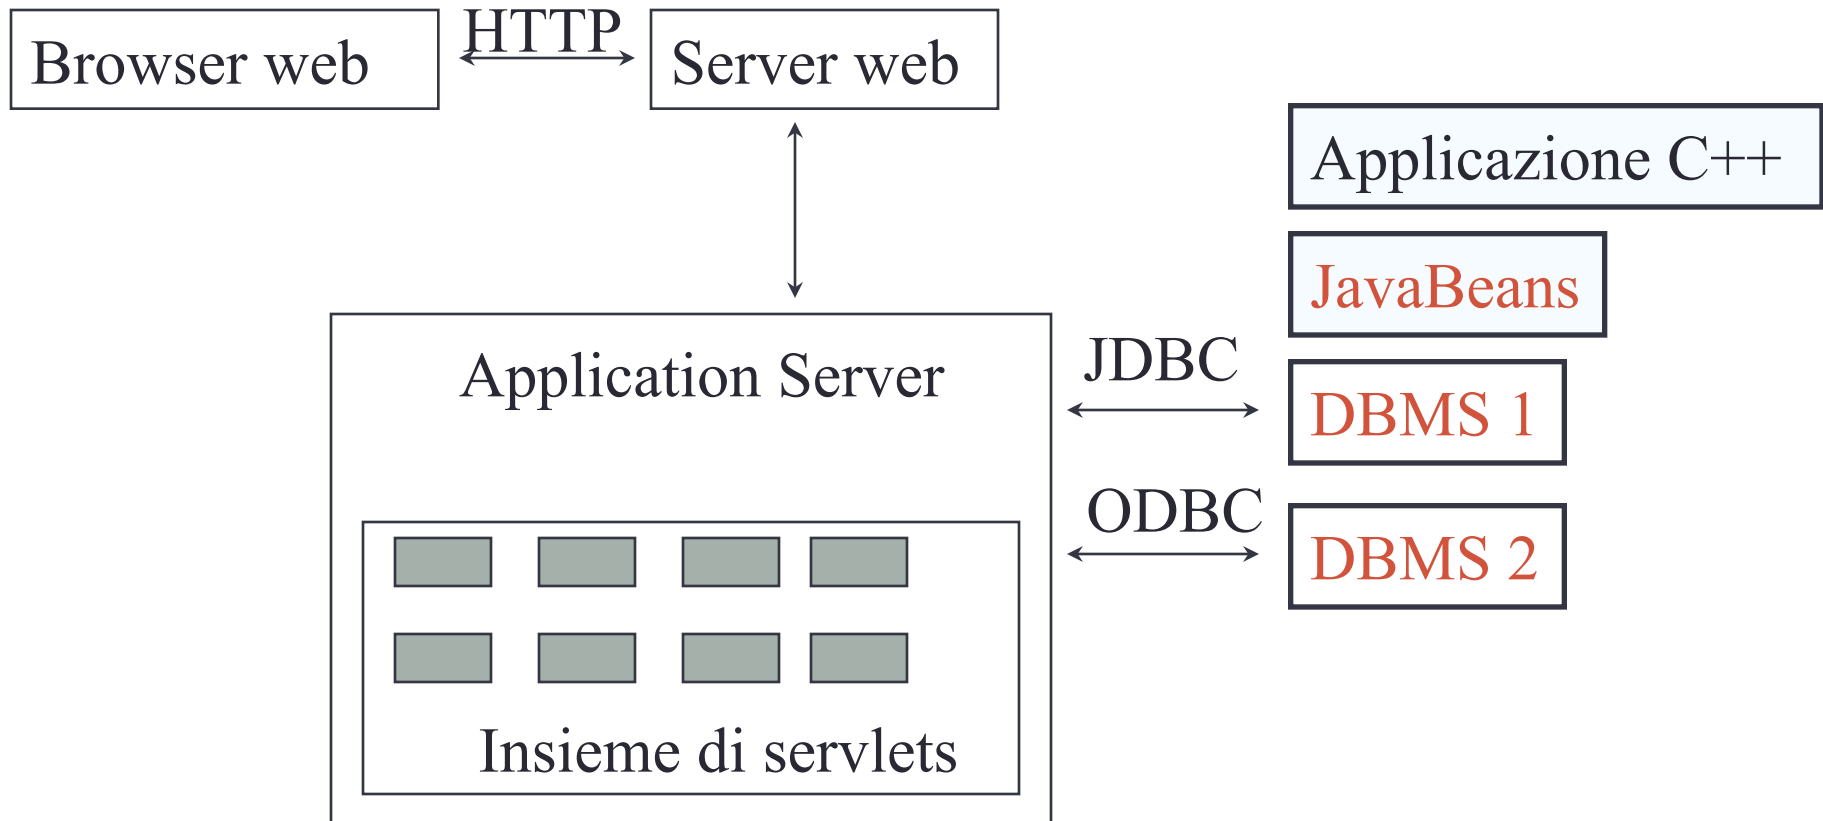 Browser web
HTTP
Server web
Applicazione C++
JavaBeans
Application Server
JDBC
DBMS 1
ODBC
DBMS 2
Insieme di servlets